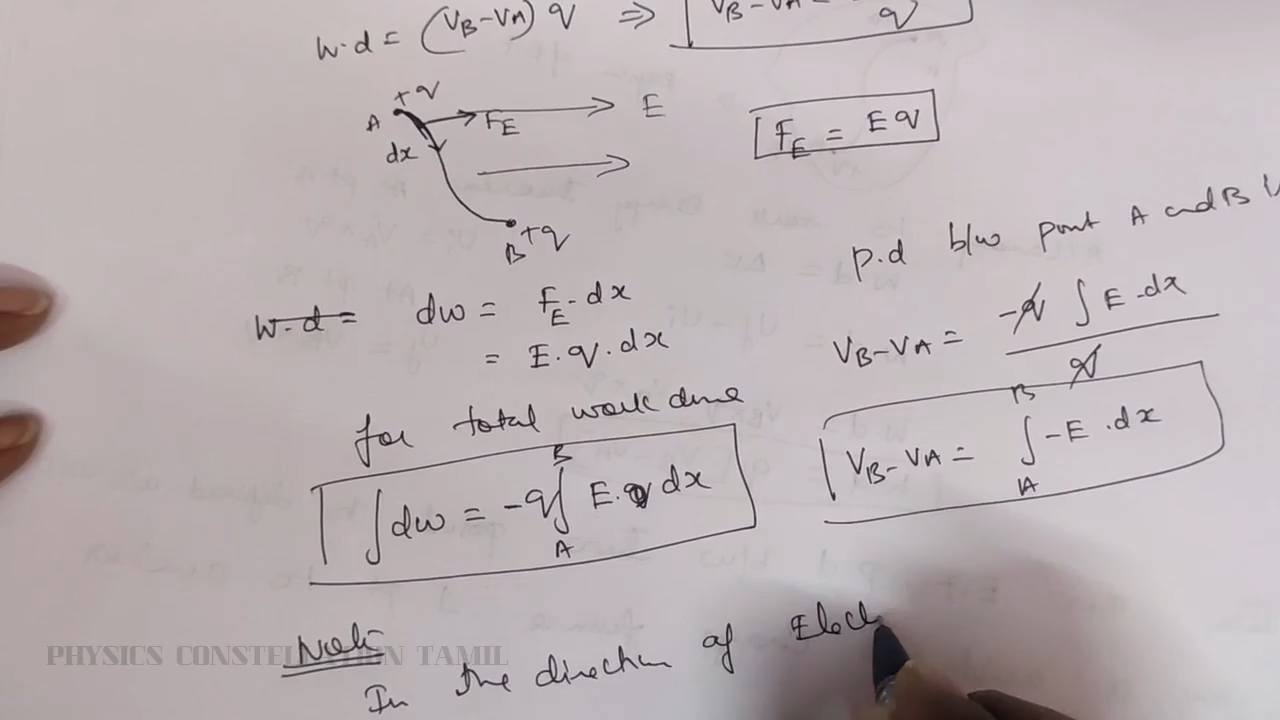 W.d = (VB-VA) q ⇒ VB-VA
q
+q
A
FE
E
dx
FE = Eq
B +q
p.d b/w point A and B
W.d = dw = FE.dx
= E.q.dx
VB-VA = -q ∫ E.dx
q
for total work done
B
∫dw = -q∫ E.q dx
A
B
VB-VA = ∫ -E.dx
A
Note
In the direction of Elec
PHYSICS CONSTELLATION TAMIL